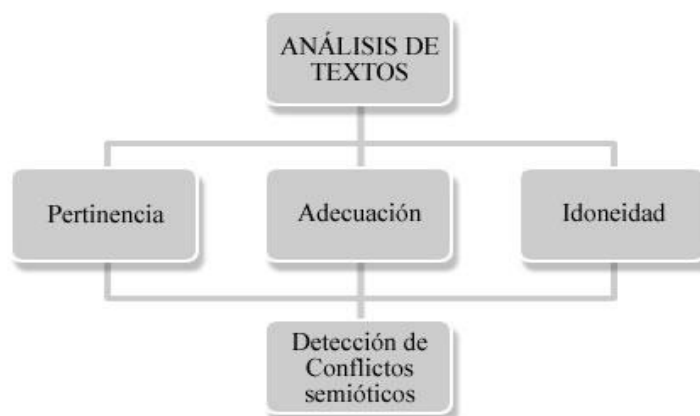 ANÁLISIS DE
TEXTOS
Pertinencia
Adecuación
Idoneidad
Detección de
Conflictos
semióticos